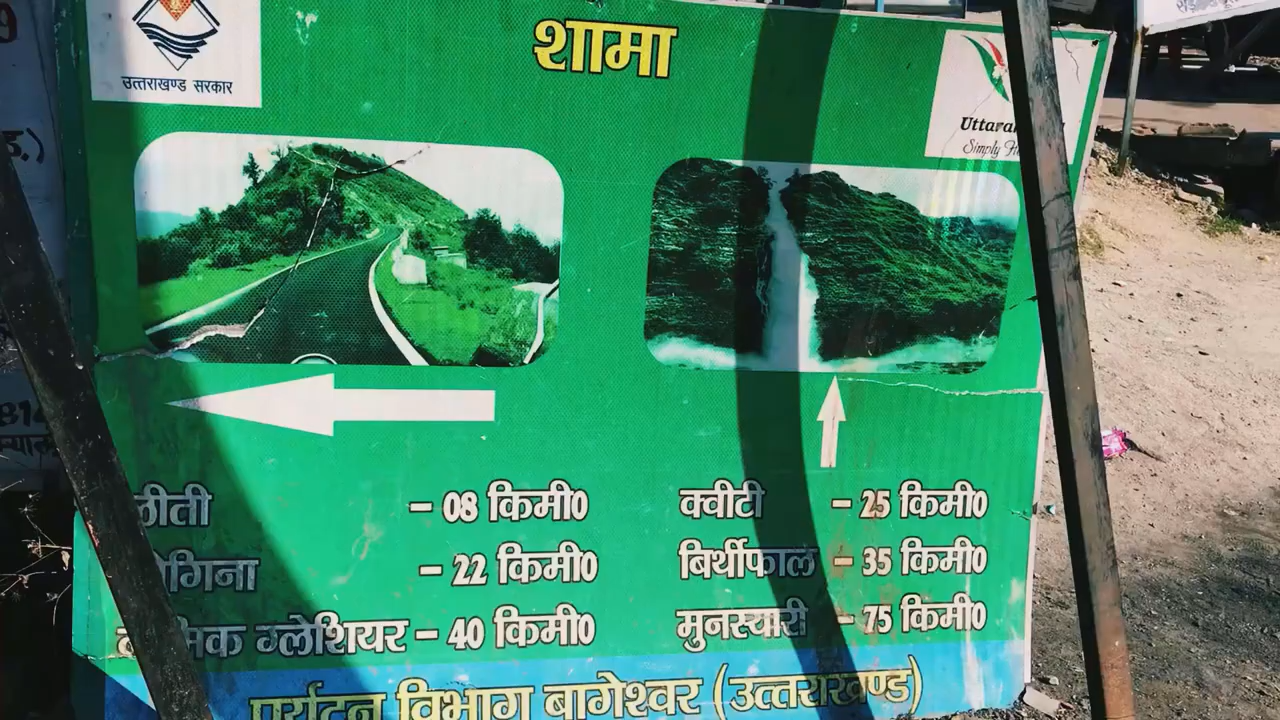 शामा
उत्तराखण्ड सरकार
Simply
– 08 किमी0
– 22 किमी0
ग्लेशियर – 40 किमी0
क्वीटी – 25 किमी0
बिर्थीफाल – 35 किमी0
मुनस्यारी – 75 किमी0
पर्यटन विभाग बागेश्वर (उत्तराखण्ड)